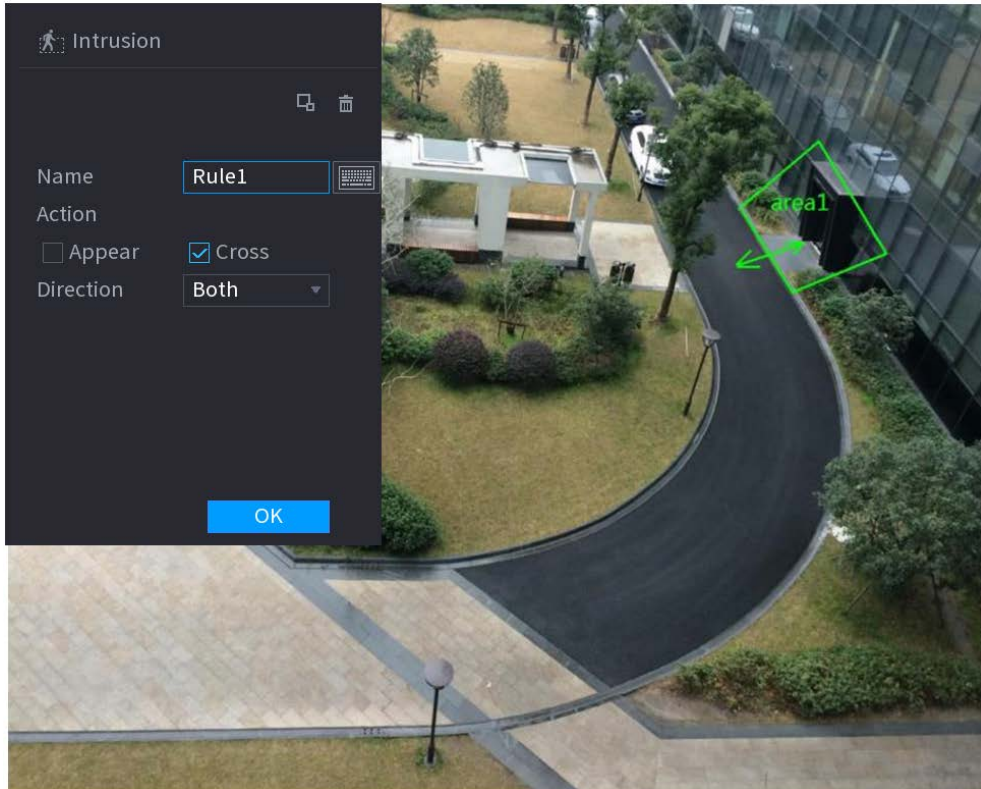 Intrusion
Name Rule1
Action
Appear Cross
Direction Both
OK
area1